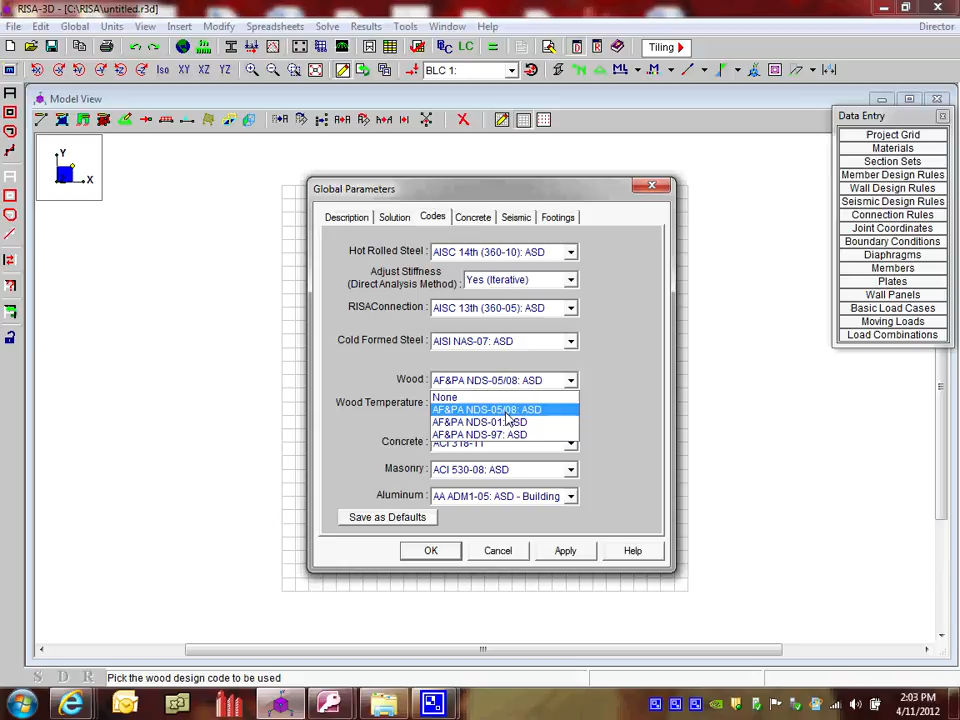 RISA-3D - [C:\RISA\untitled.r3d]
File Edit Global Units View Insert Modify Spreadsheets Solve Results Tools Window Help Director
Tiling
Iso XY XZ YZ BLC 1:
Model View
Data Entry
Project Grid
Materials
Section Sets
Member Design Rules
Wall Design Rules
Seismic Design Rules
Connection Rules
Joint Coordinates
Boundary Conditions
Diaphragms
Members
Plates
Wall Panels
Basic Load Cases
Moving Loads
Load Combinations
Y
X
Global Parameters
Description Solution Codes Concrete Seismic Footings
Hot Rolled Steel : AISC 14th (360-10): ASD
Adjust Stiffness
(Direct Analysis Method) : Yes (Iterative)
RISAConnection : AISC 13th (360-05): ASD
Cold Formed Steel : AISI NAS-07: ASD
Wood : AF&PA NDS-05/08: ASD
None
AF&PA NDS-05/08: ASD
Wood Temperature :
AF&PA NDS-01: ASD
AF&PA NDS-97: ASD
Concrete : ACI 318-11
Masonry : ACI 530-08: ASD
Aluminum : AA ADM1-05: ASD - Building
Save as Defaults
OK Cancel Apply Help
S D R Pick the wood design code to be used
2:03 PM
4/11/2012